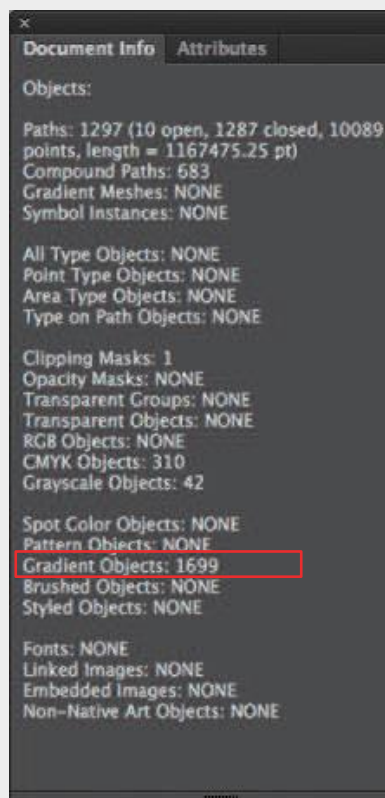 Document Info Attributes
Objects:
Paths: 1297 (10 open, 1287 closed, 10089
points, length = 1167475.25 pt)
Compound Paths: 683
Gradient Meshes: NONE
Symbol Instances: NONE
All Type Objects: NONE
Point Type Objects: NONE
Area Type Objects: NONE
Type on Path Objects: NONE
Clipping Masks: 1
Opacity Masks: NONE
Transparent Groups: NONE
Transparent Objects: NONE
RGB Objects: NONE
CMYK Objects: 310
Grayscale Objects: 42
Spot Color Objects: NONE
Pattern Objects: NONE
Gradient Objects: 1699
Brushed Objects: NONE
Styled Objects: NONE
Fonts: NONE
Linked Images: NONE
Embedded Images: NONE
Non-Native Art Objects: NONE